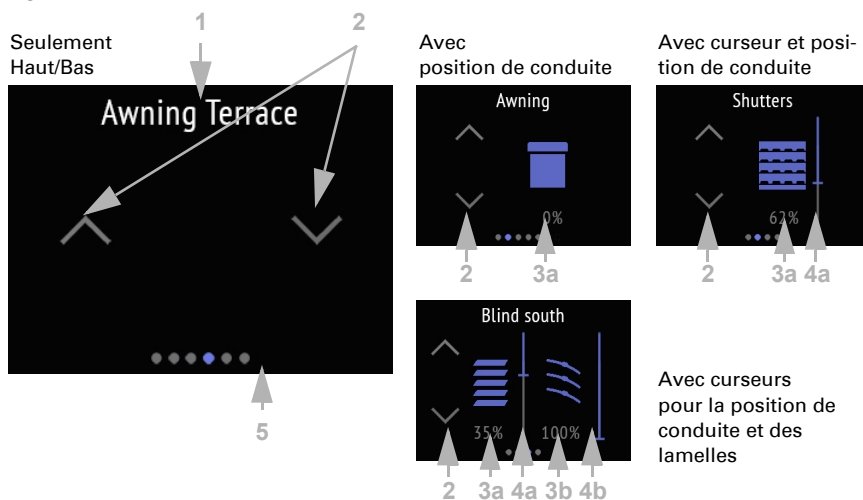 1
2
Seulement
Haut/Bas
Awning Terrace
5
Avec
position de conduite
Awning
0%
2
3a
Avec curseur et posi-
tion de conduite
Shutters
62%
2
3a
4a
Blind south
35%
100%
2
3a
4a
3b
4b
Avec curseurs
pour la position de
conduite et des
lamelles